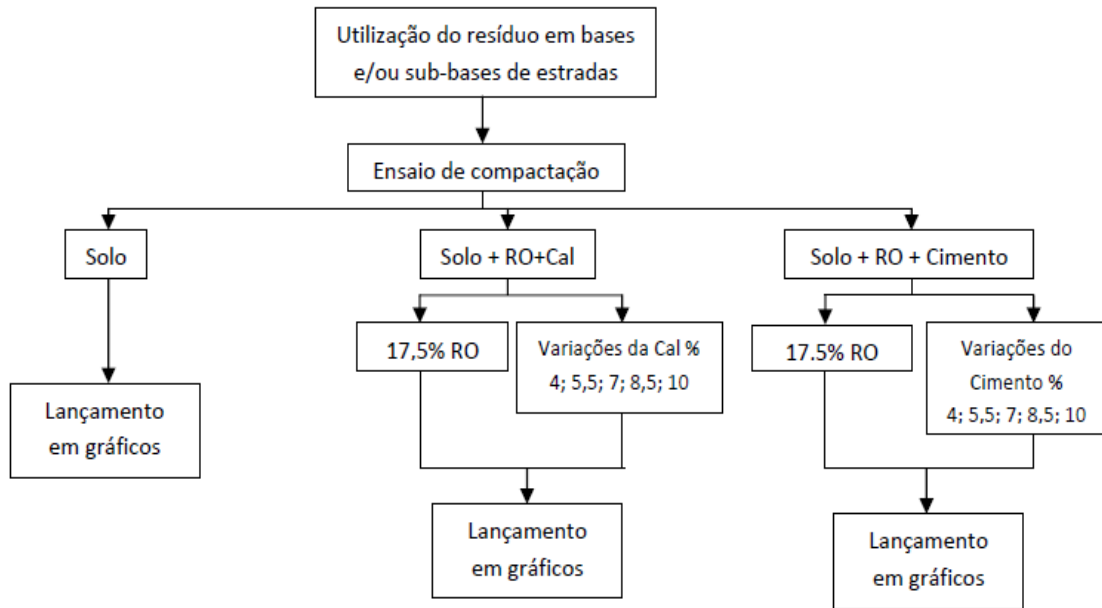 Utilização do resíduo em bases
e/ou sub-bases de estradas
Ensaio de compactação
Solo
Solo + RO+Cal
Solo + RO + Cimento
17,5% RO
Variações da Cal %
4; 5,5; 7; 8,5; 10
17.5% RO
Variações do
Cimento %
4; 5,5; 7; 8,5; 10
Lançamento
em gráficos
Lançamento
em gráficos
Lançamento
em gráficos